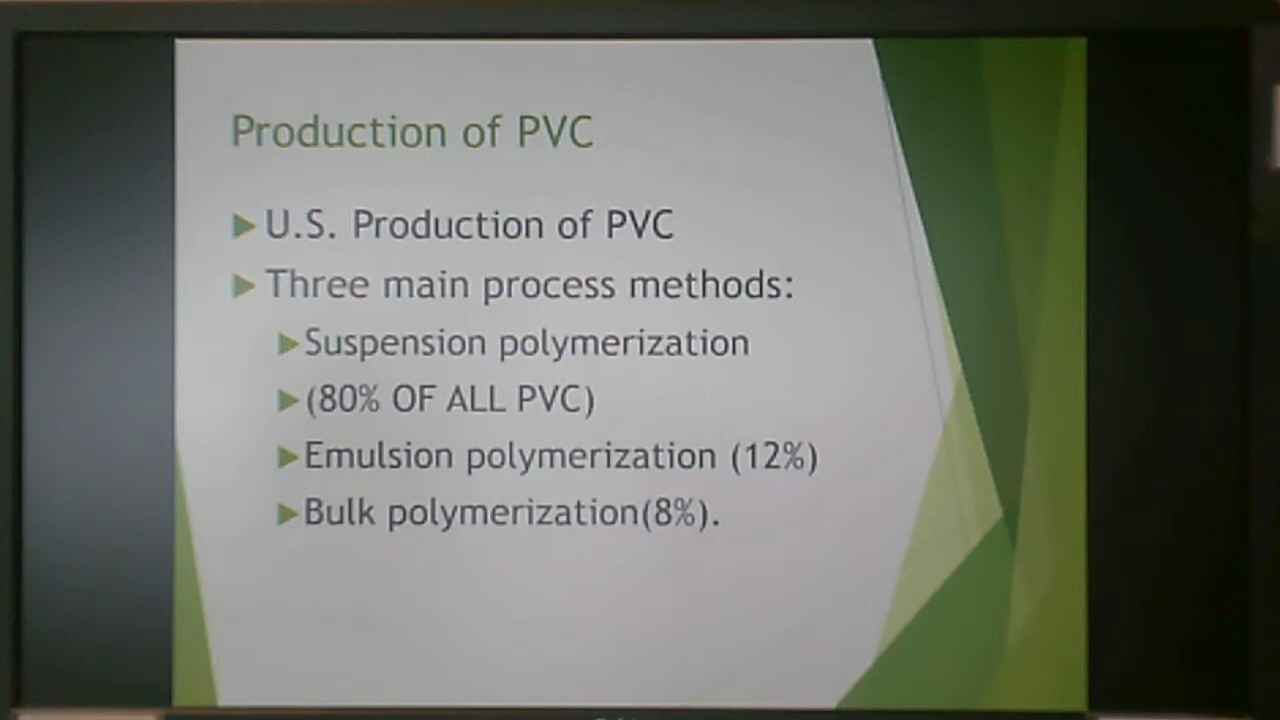 Production of PVC
U.S. Production of PVC
Three main process methods:
Suspension polymerization
(80% OF ALL PVC)
Emulsion polymerization (12%)
Bulk polymerization(8%).